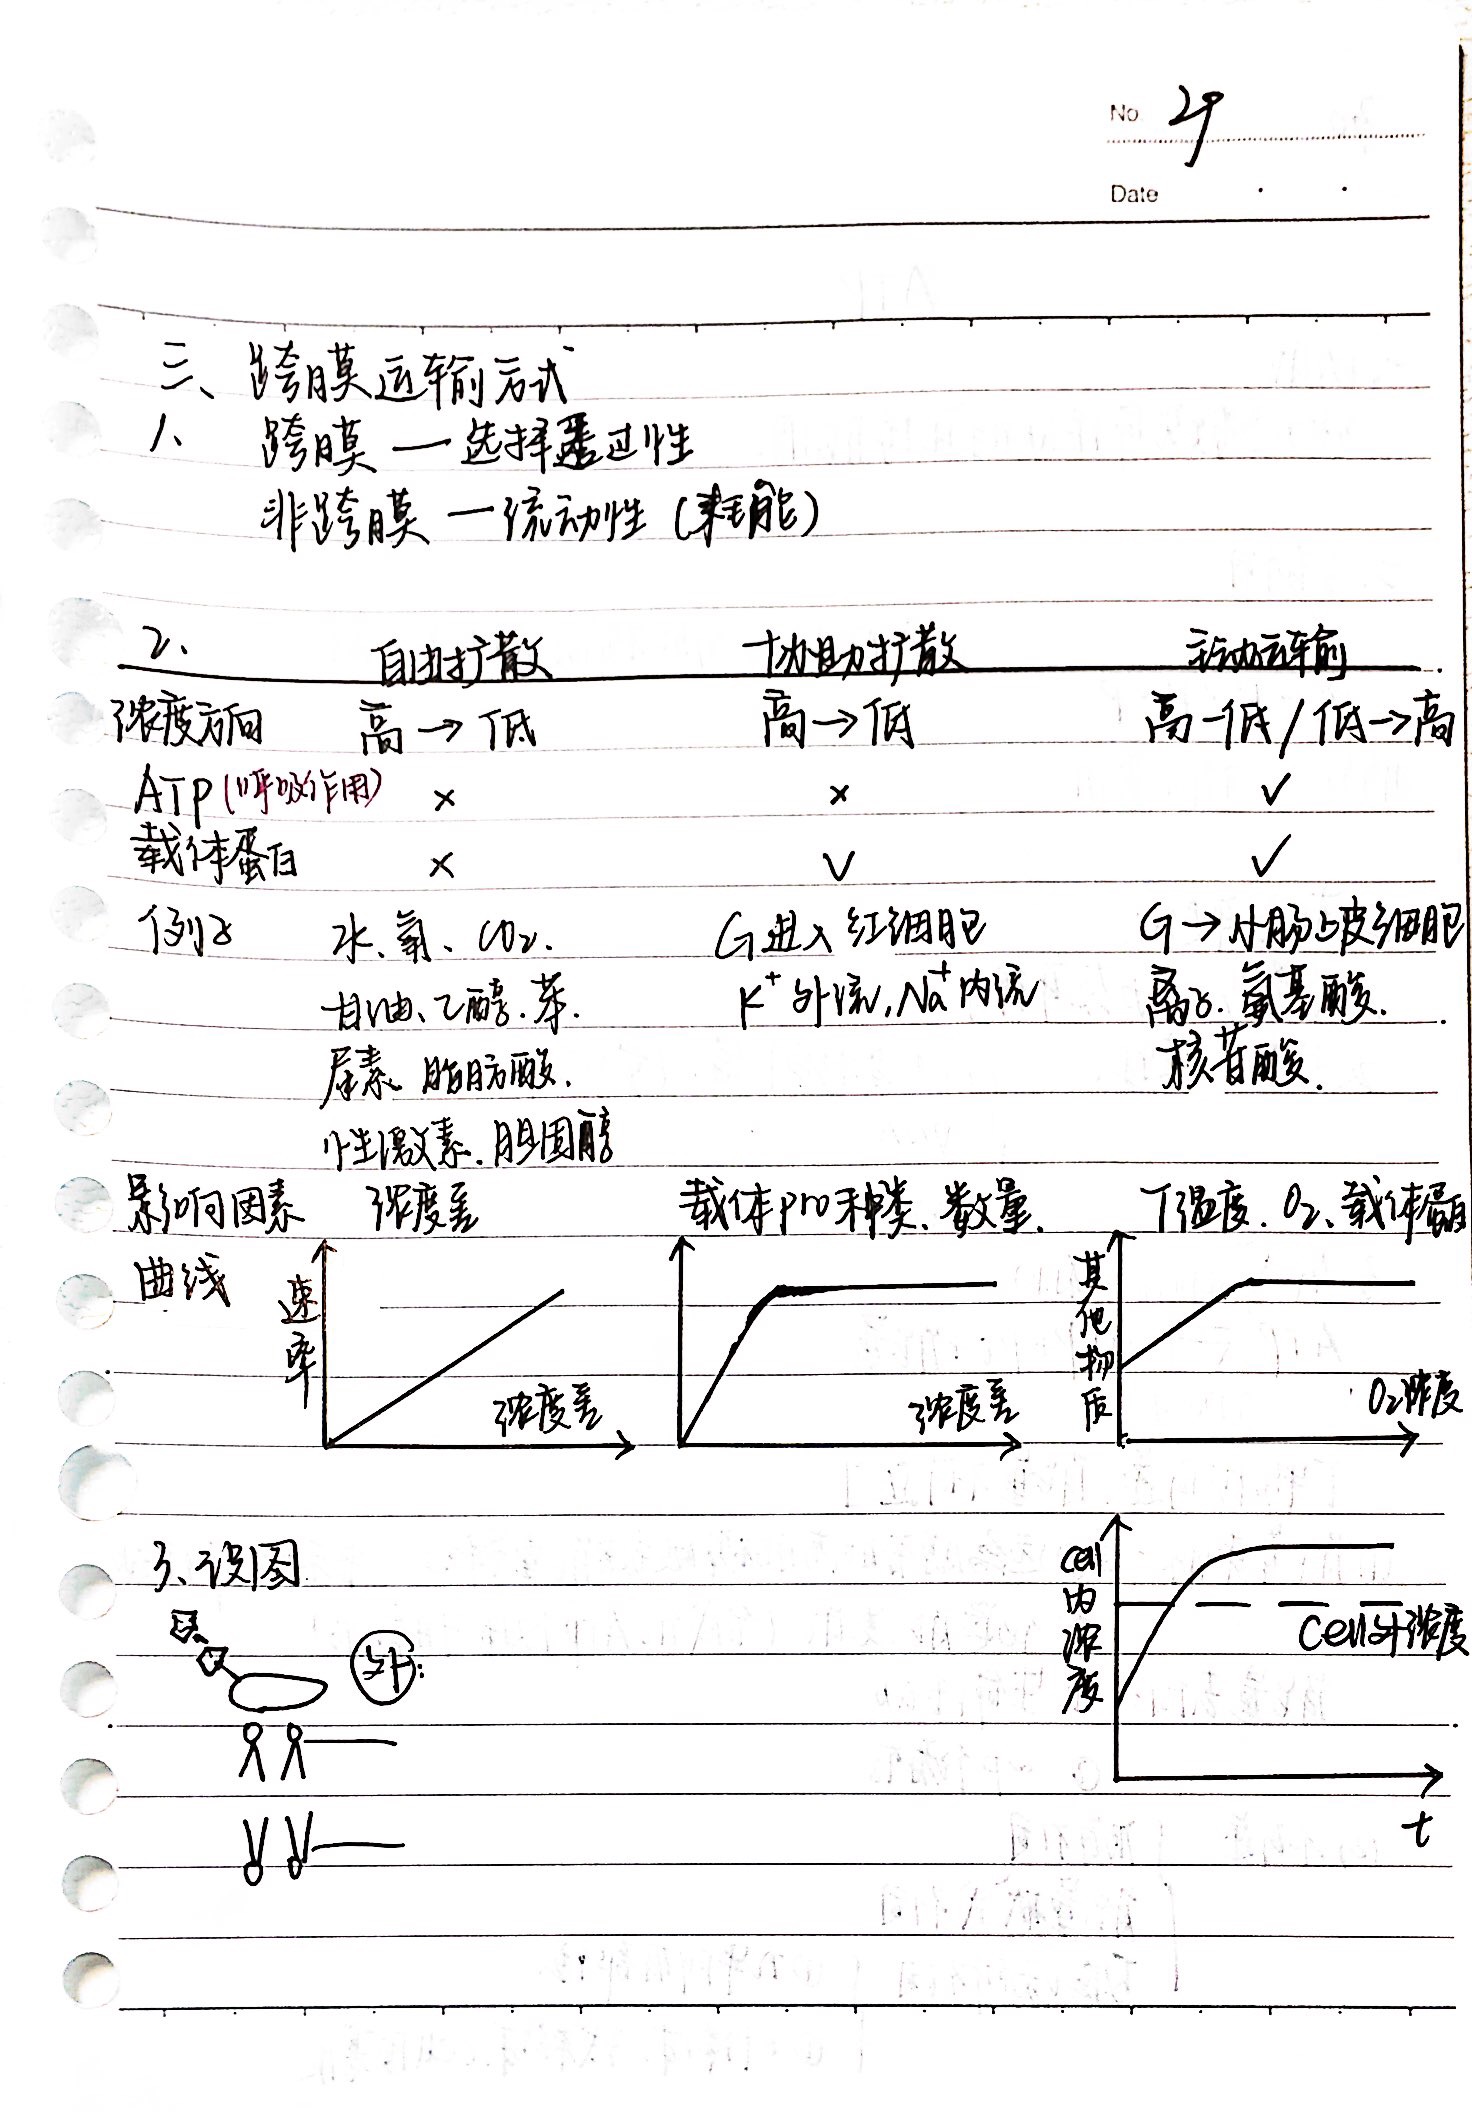 No 29
Date
三、跨膜运输方式
1、 跨膜 — 选择透过性
非跨膜 — 流动性 (耗能)
2、 自由扩散 协助扩散 主动运输
浓度方向 高→低 高→低 高—低/低→高
ATP(呼吸作用) × × ✓
载体蛋白 × ✓ ✓
例子 水、氧、CO₂. G进入红细胞 G→小肠上皮细胞
甘油、乙醇.苯. K⁺外流,Na⁺内流 离子.氨基酸.
尿素、脂肪酸. 核苷酸.
性激素.胆固醇
影响因素 浓度差 载体pro种类、数量. T温度.O₂、载体蛋白
曲线 速率 浓度差 浓度差 其他物质 O₂浓度
3、识图 cell内浓度 cell外浓度
外:
t